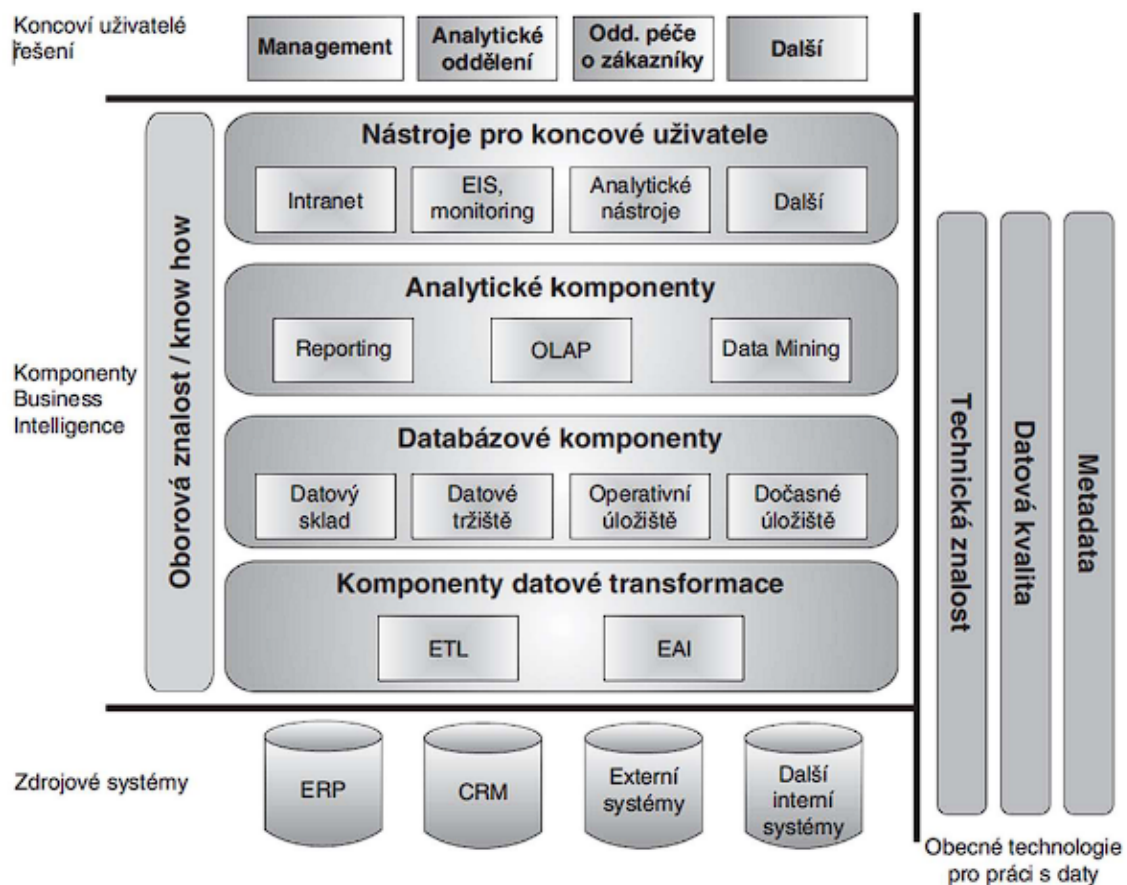 Koncoví uživatelé
řešení
Management
Analytické
oddělení
Odd. péče
o zákazníky
Další
Nástroje pro koncové uživatele
Intranet
EIS,
monitoring
Analytické
nástroje
Další
Analytické komponenty
Reporting
OLAP
Data Mining
Komponenty
Business
Intelligence
Oborová znalost / know how
Databázové komponenty
Datový
sklad
Datové
tržiště
Operativní
úložiště
Dočasné
úložiště
Komponenty datové transformace
ETL
EAI
Zdrojové systémy
ERP
CRM
Externí
systémy
Další
interní
systémy
Technická znalost
Datová kvalita
Metadata
Obecné technologie
pro práci s daty